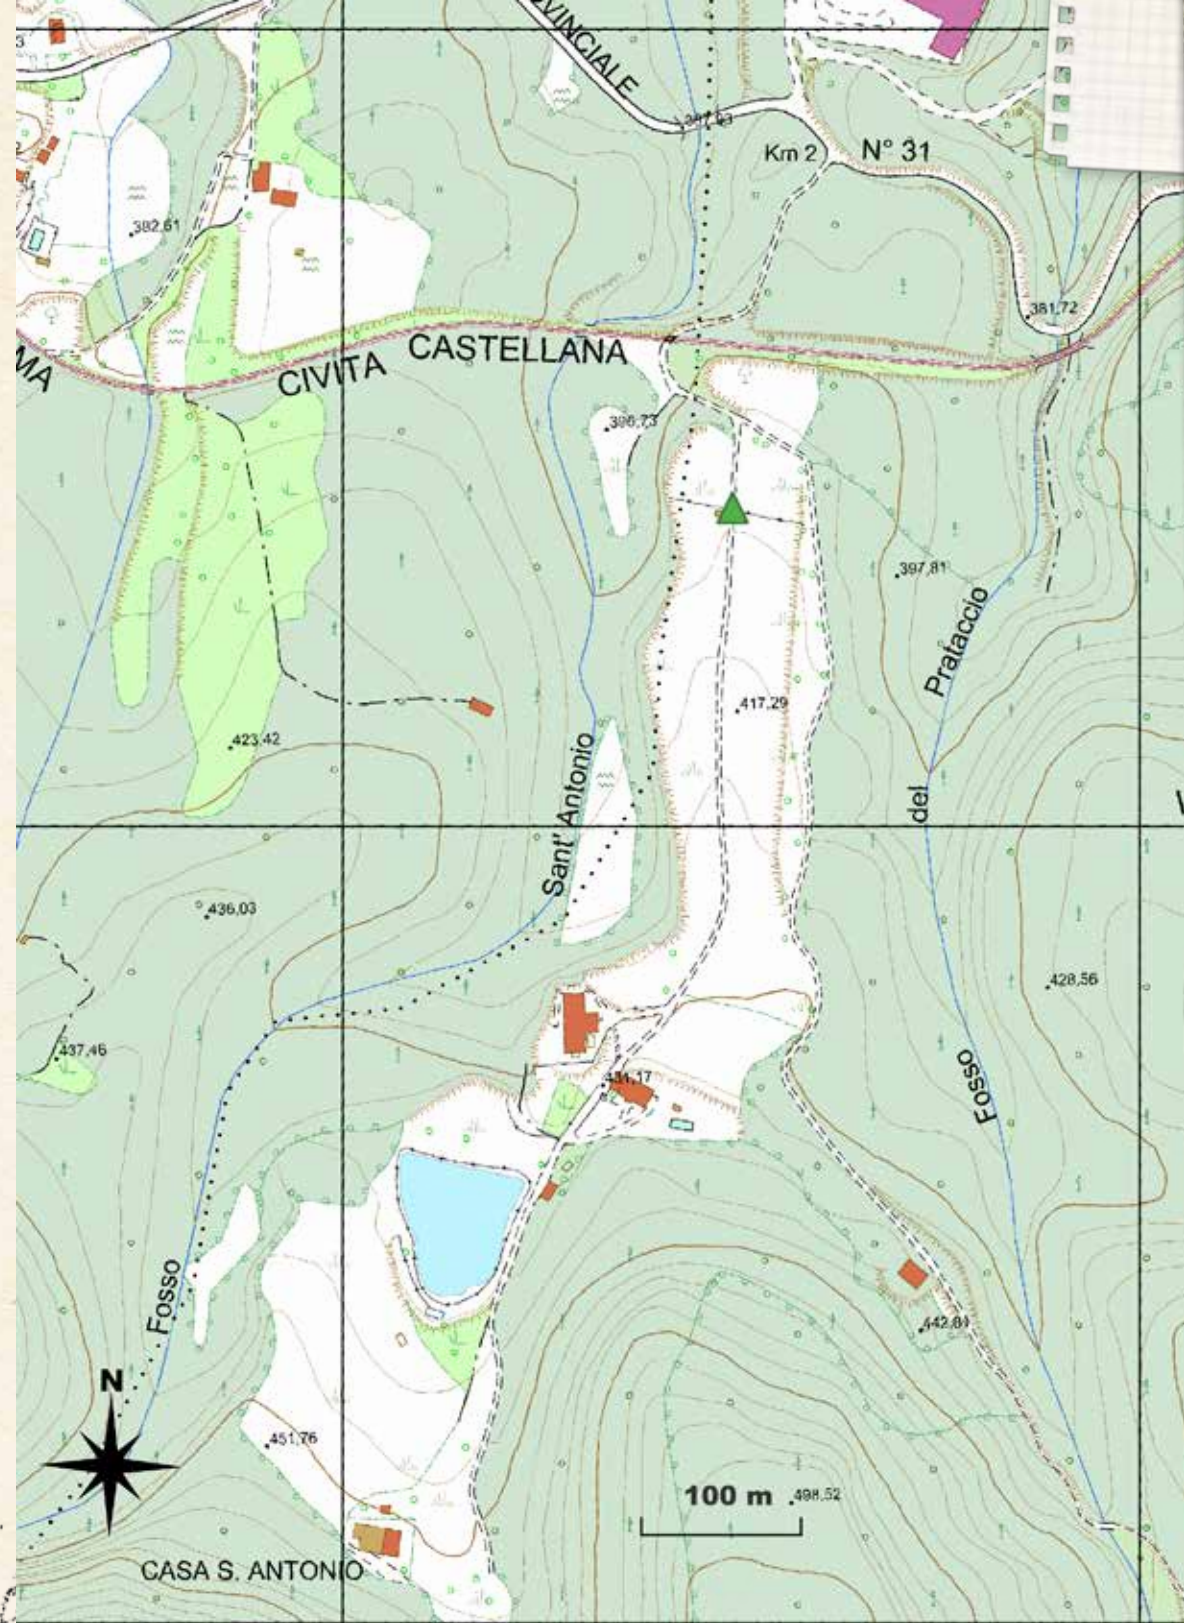 OVINCIALE
3
Km 2
N° 31
382,61
381,72
MA
CIVITA
CASTELLANA
396,73
397,81
Prataccio
417,29
423,42
Sant' Antonio
del
436,03
428,56
437,46
431,17
Fosso
Fosso
442,81
N
451,76
100 m
498,52
CASA S. ANTONIO